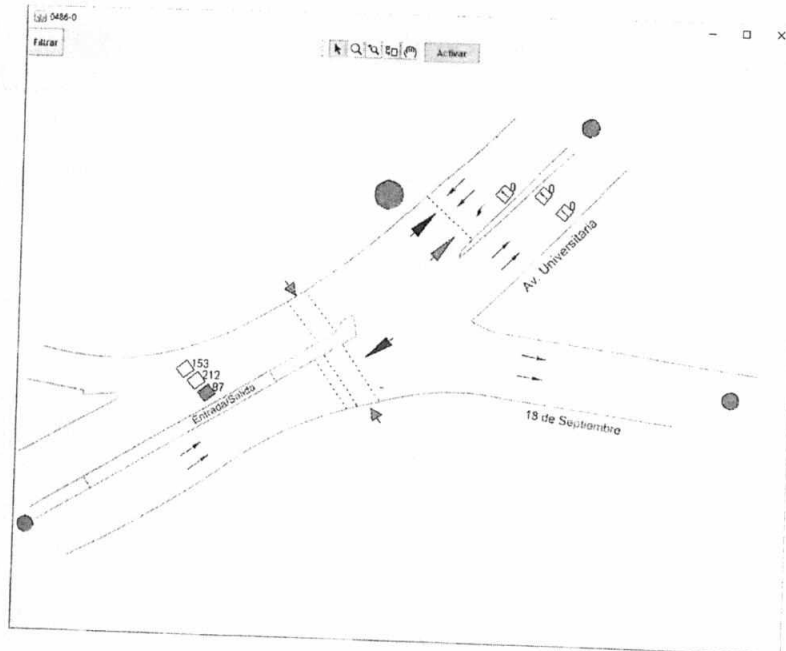 0486-0
Filtrar
Activar
Av. Universitaria
153
212
97
Entrada/Salida
18 de Septiembre